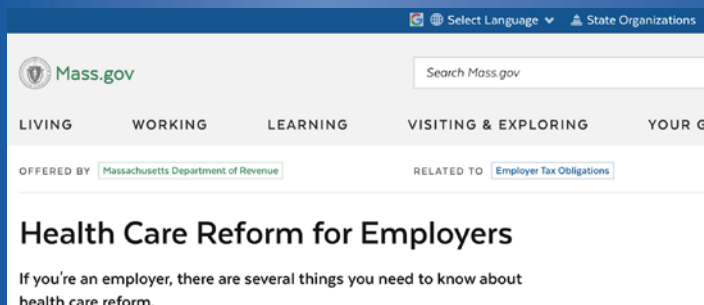 Select Language State Organizations
Mass.gov
Search Mass.gov
LIVING WORKING LEARNING VISITING & EXPLORING YOUR G
OFFERED BY Massachusetts Department of Revenue RELATED TO Employer Tax Obligations
Health Care Reform for Employers
If you're an employer, there are several things you need to know about
health care reform.